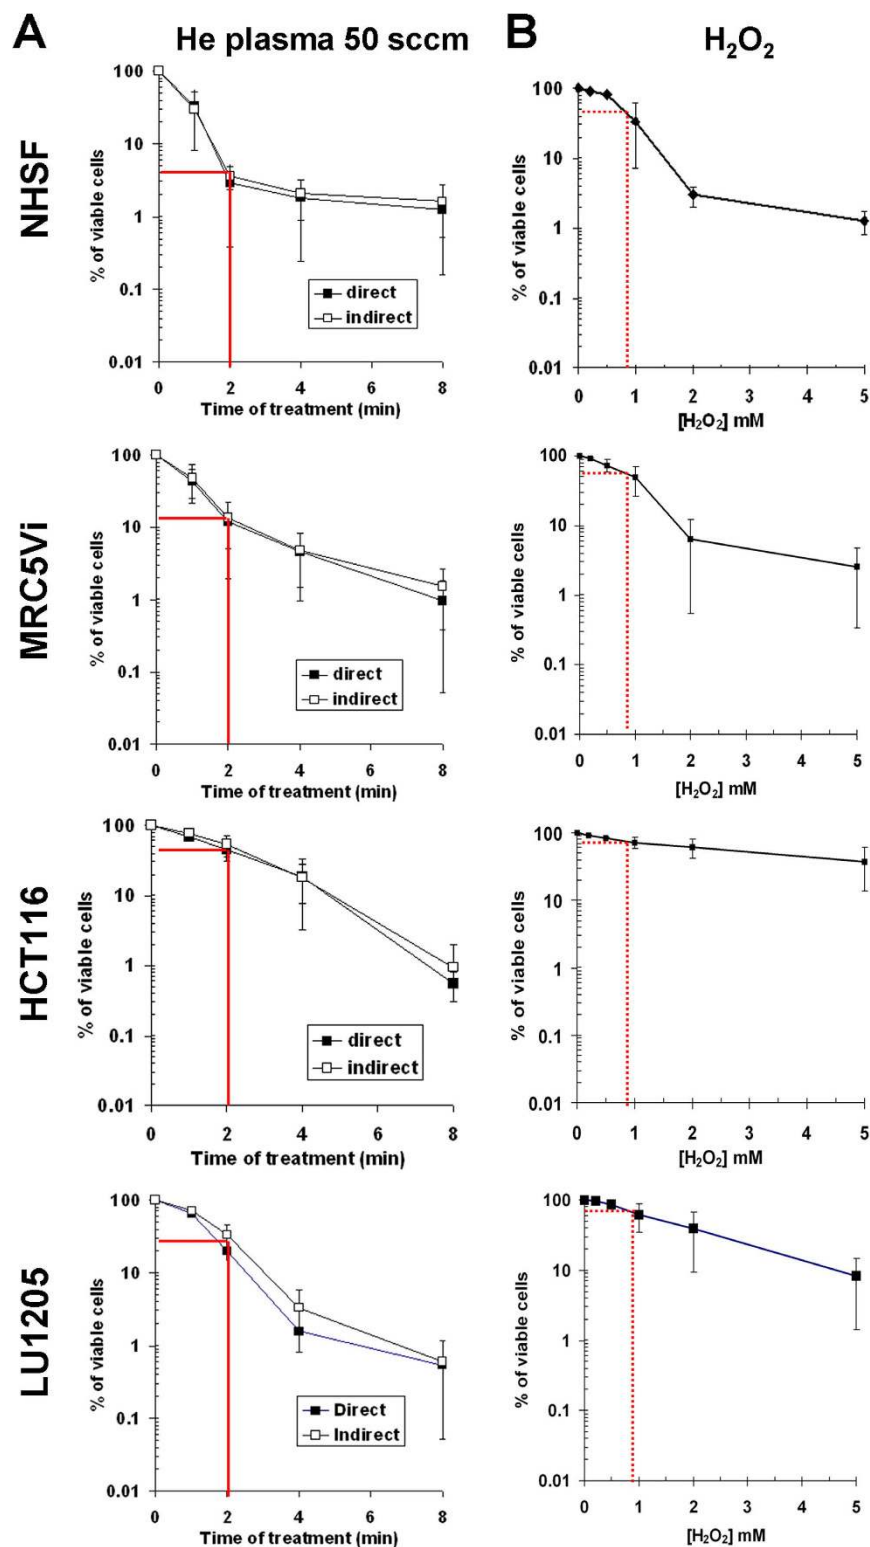 A He plasma 50 sccm B H₂O₂
NHSF
% of viable cells
100
10
1
0.1
0.01
direct
indirect
0 2 4 6 8
Time of treatment (min)
% of viable cells
100
10
1
0.1
0.01
0 1 2 3 4 5
[H₂O₂] mM
MRC5Vi
% of viable cells
100
10
1
0.1
0.01
direct
indirect
0 2 4 6 8
Time of treatment (min)
% of viable cells
100
10
1
0.1
0.01
0 1 2 3 4 5
[H₂O₂] mM
HCT116
% of viable cells
100
10
1
0.1
0.01
direct
indirect
0 2 4 6 8
Time of treatment (min)
% of viable cells
100
10
1
0.1
0.01
0 1 2 3 4 5
[H₂O₂] mM
LU1205
% of viable cells
100
10
1
0.1
0.01
Direct
Indirect
0 2 4 6 8
Time of treatment (min)
% of viable cells
100
10
1
0.1
0.01
0 1 2 3 4 5
[H₂O₂] mM